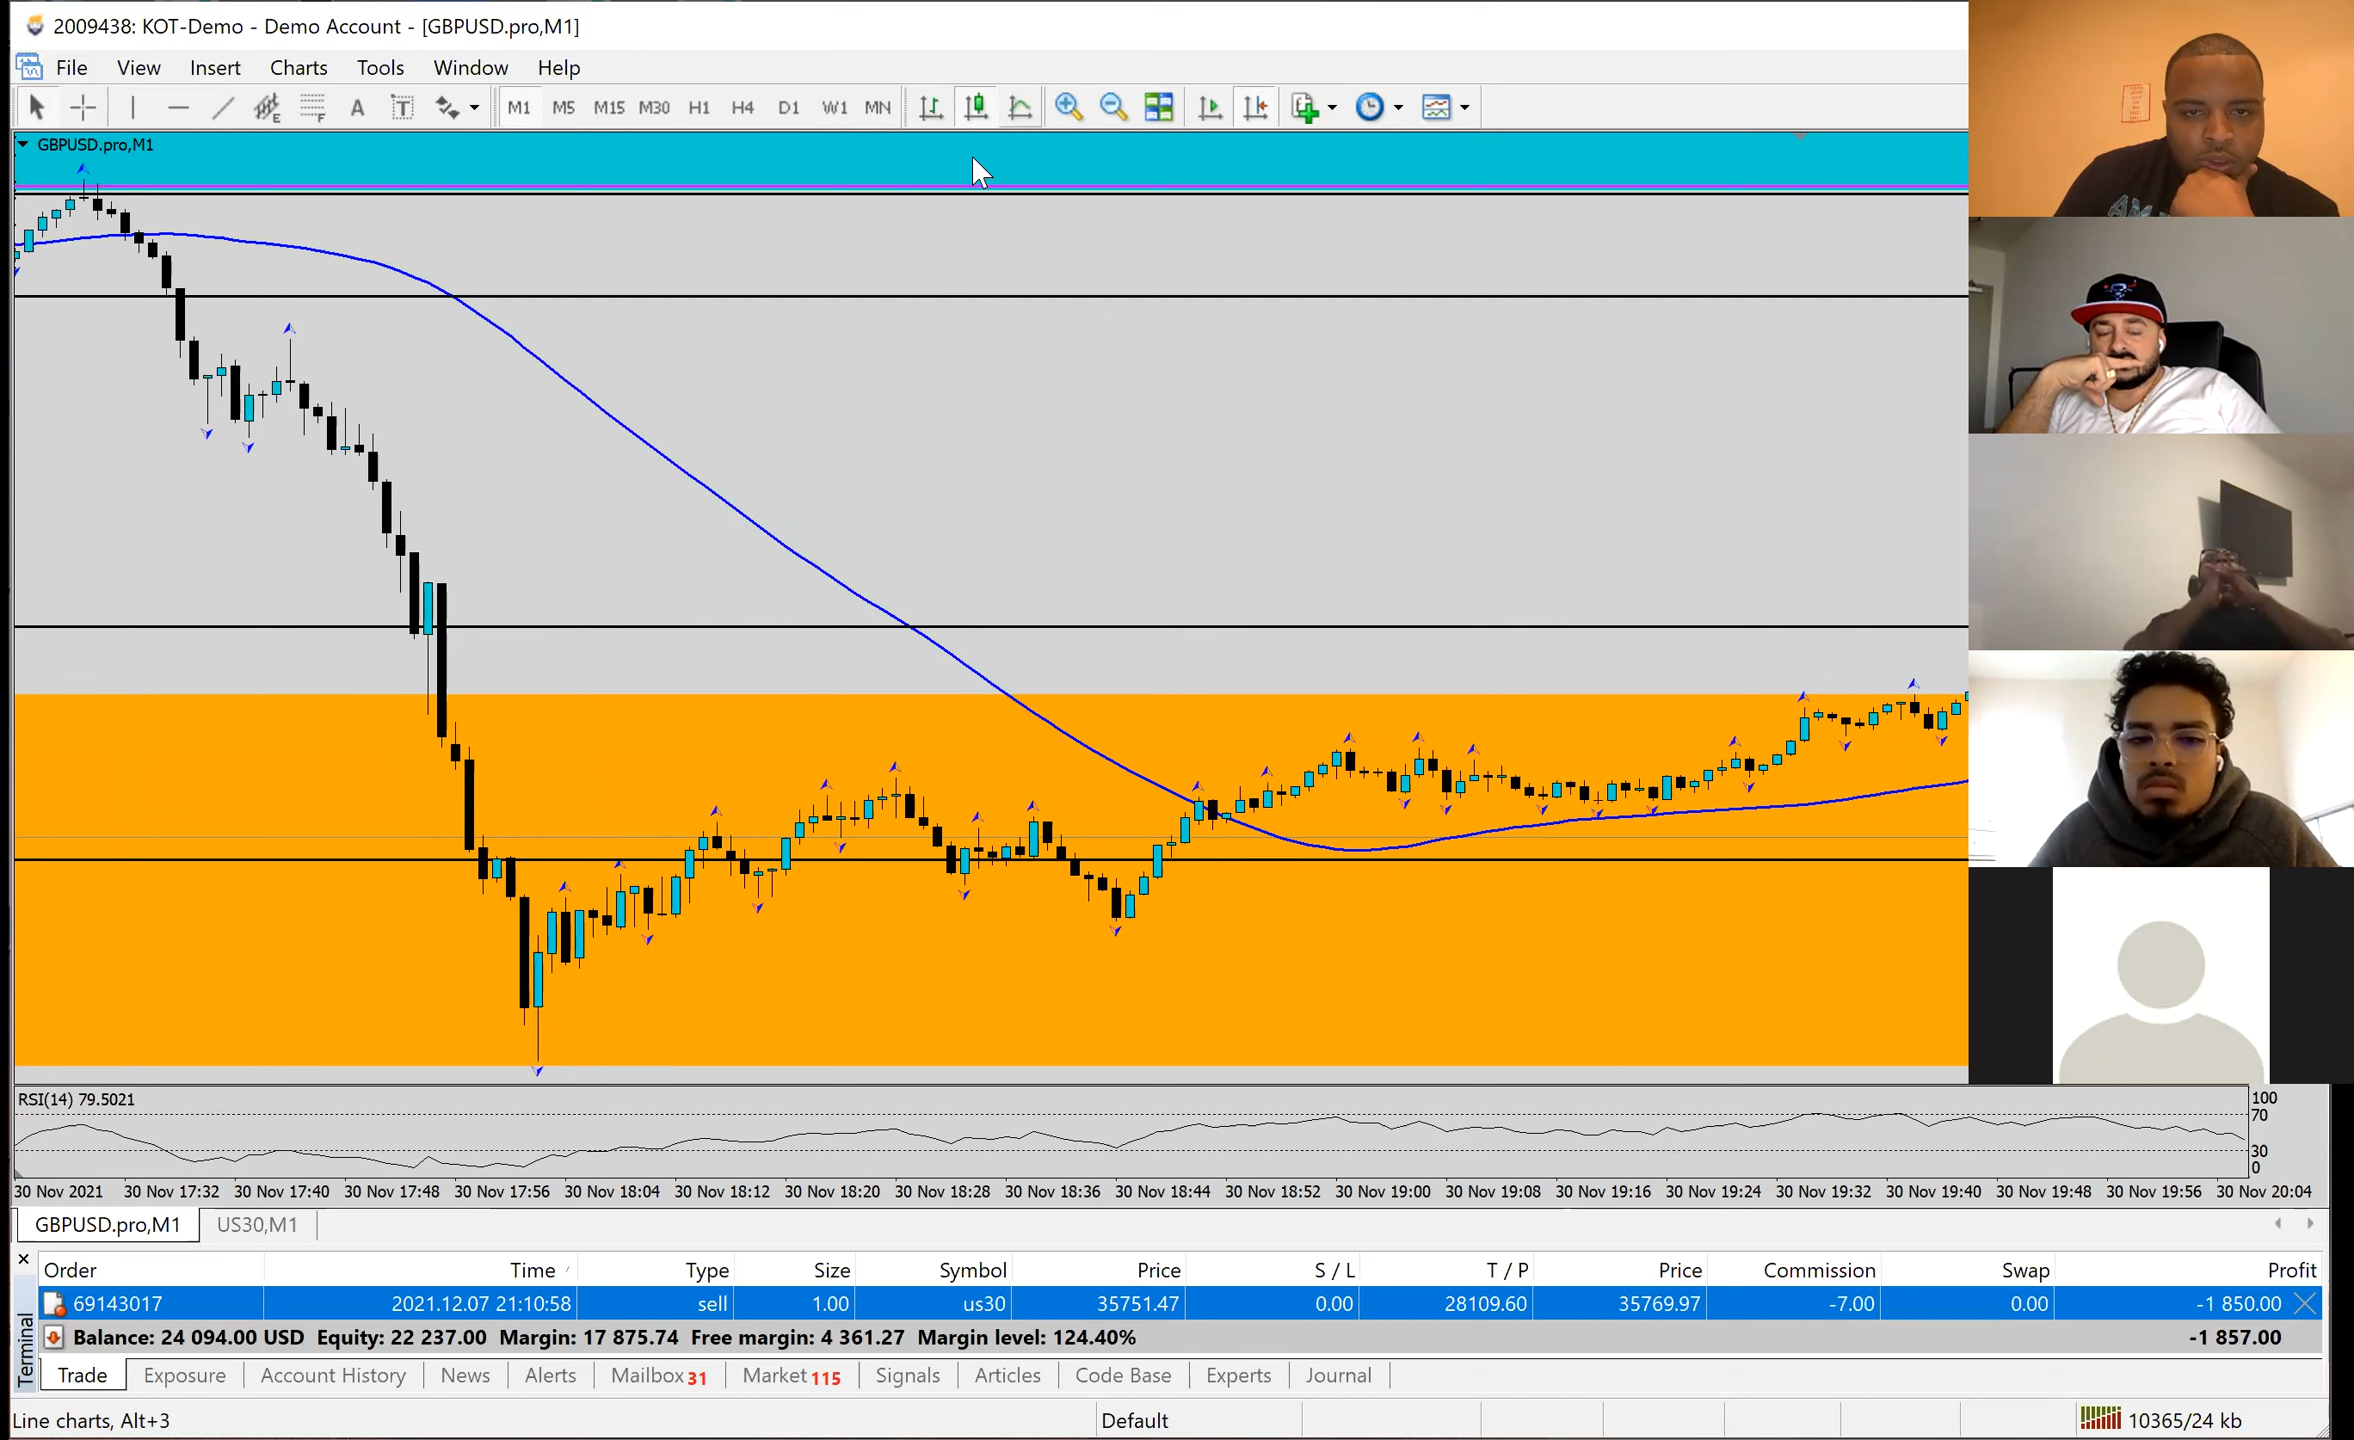 2009438: KOT-Demo - Demo Account - [GBPUSD.pro,M1]
File View Insert Charts Tools Window Help
A T E F M1 M5 M15 M30 H1 H4 D1 W1 MN
GBPUSD.pro,M1
RSI(14) 79.5021
100
70
30
0
30 Nov 2021 30 Nov 17:32 30 Nov 17:40 30 Nov 17:48 30 Nov 17:56 30 Nov 18:04 30 Nov 18:12 30 Nov 18:20 30 Nov 18:28 30 Nov 18:36 30 Nov 18:44 30 Nov 18:52 30 Nov 19:00 30 Nov 19:08 30 Nov 19:16 30 Nov 19:24 30 Nov 19:32 30 Nov 19:40 30 Nov 19:48 30 Nov 19:56 30 Nov 20:04
GBPUSD.pro,M1 US30,M1
Order Time Type Size Symbol Price S / L T / P Price Commission Swap Profit
69143017 2021.12.07 21:10:58 sell 1.00 us30 35751.47 0.00 28109.60 35769.97 -7.00 0.00 -1 850.00
Balance: 24 094.00 USD Equity: 22 237.00 Margin: 17 875.74 Free margin: 4 361.27 Margin level: 124.40% -1 857.00
Terminal
Trade Exposure Account History News Alerts Mailbox 31 Market 115 Signals Articles Code Base Experts Journal
Line charts, Alt+3 Default 10365/24 kb